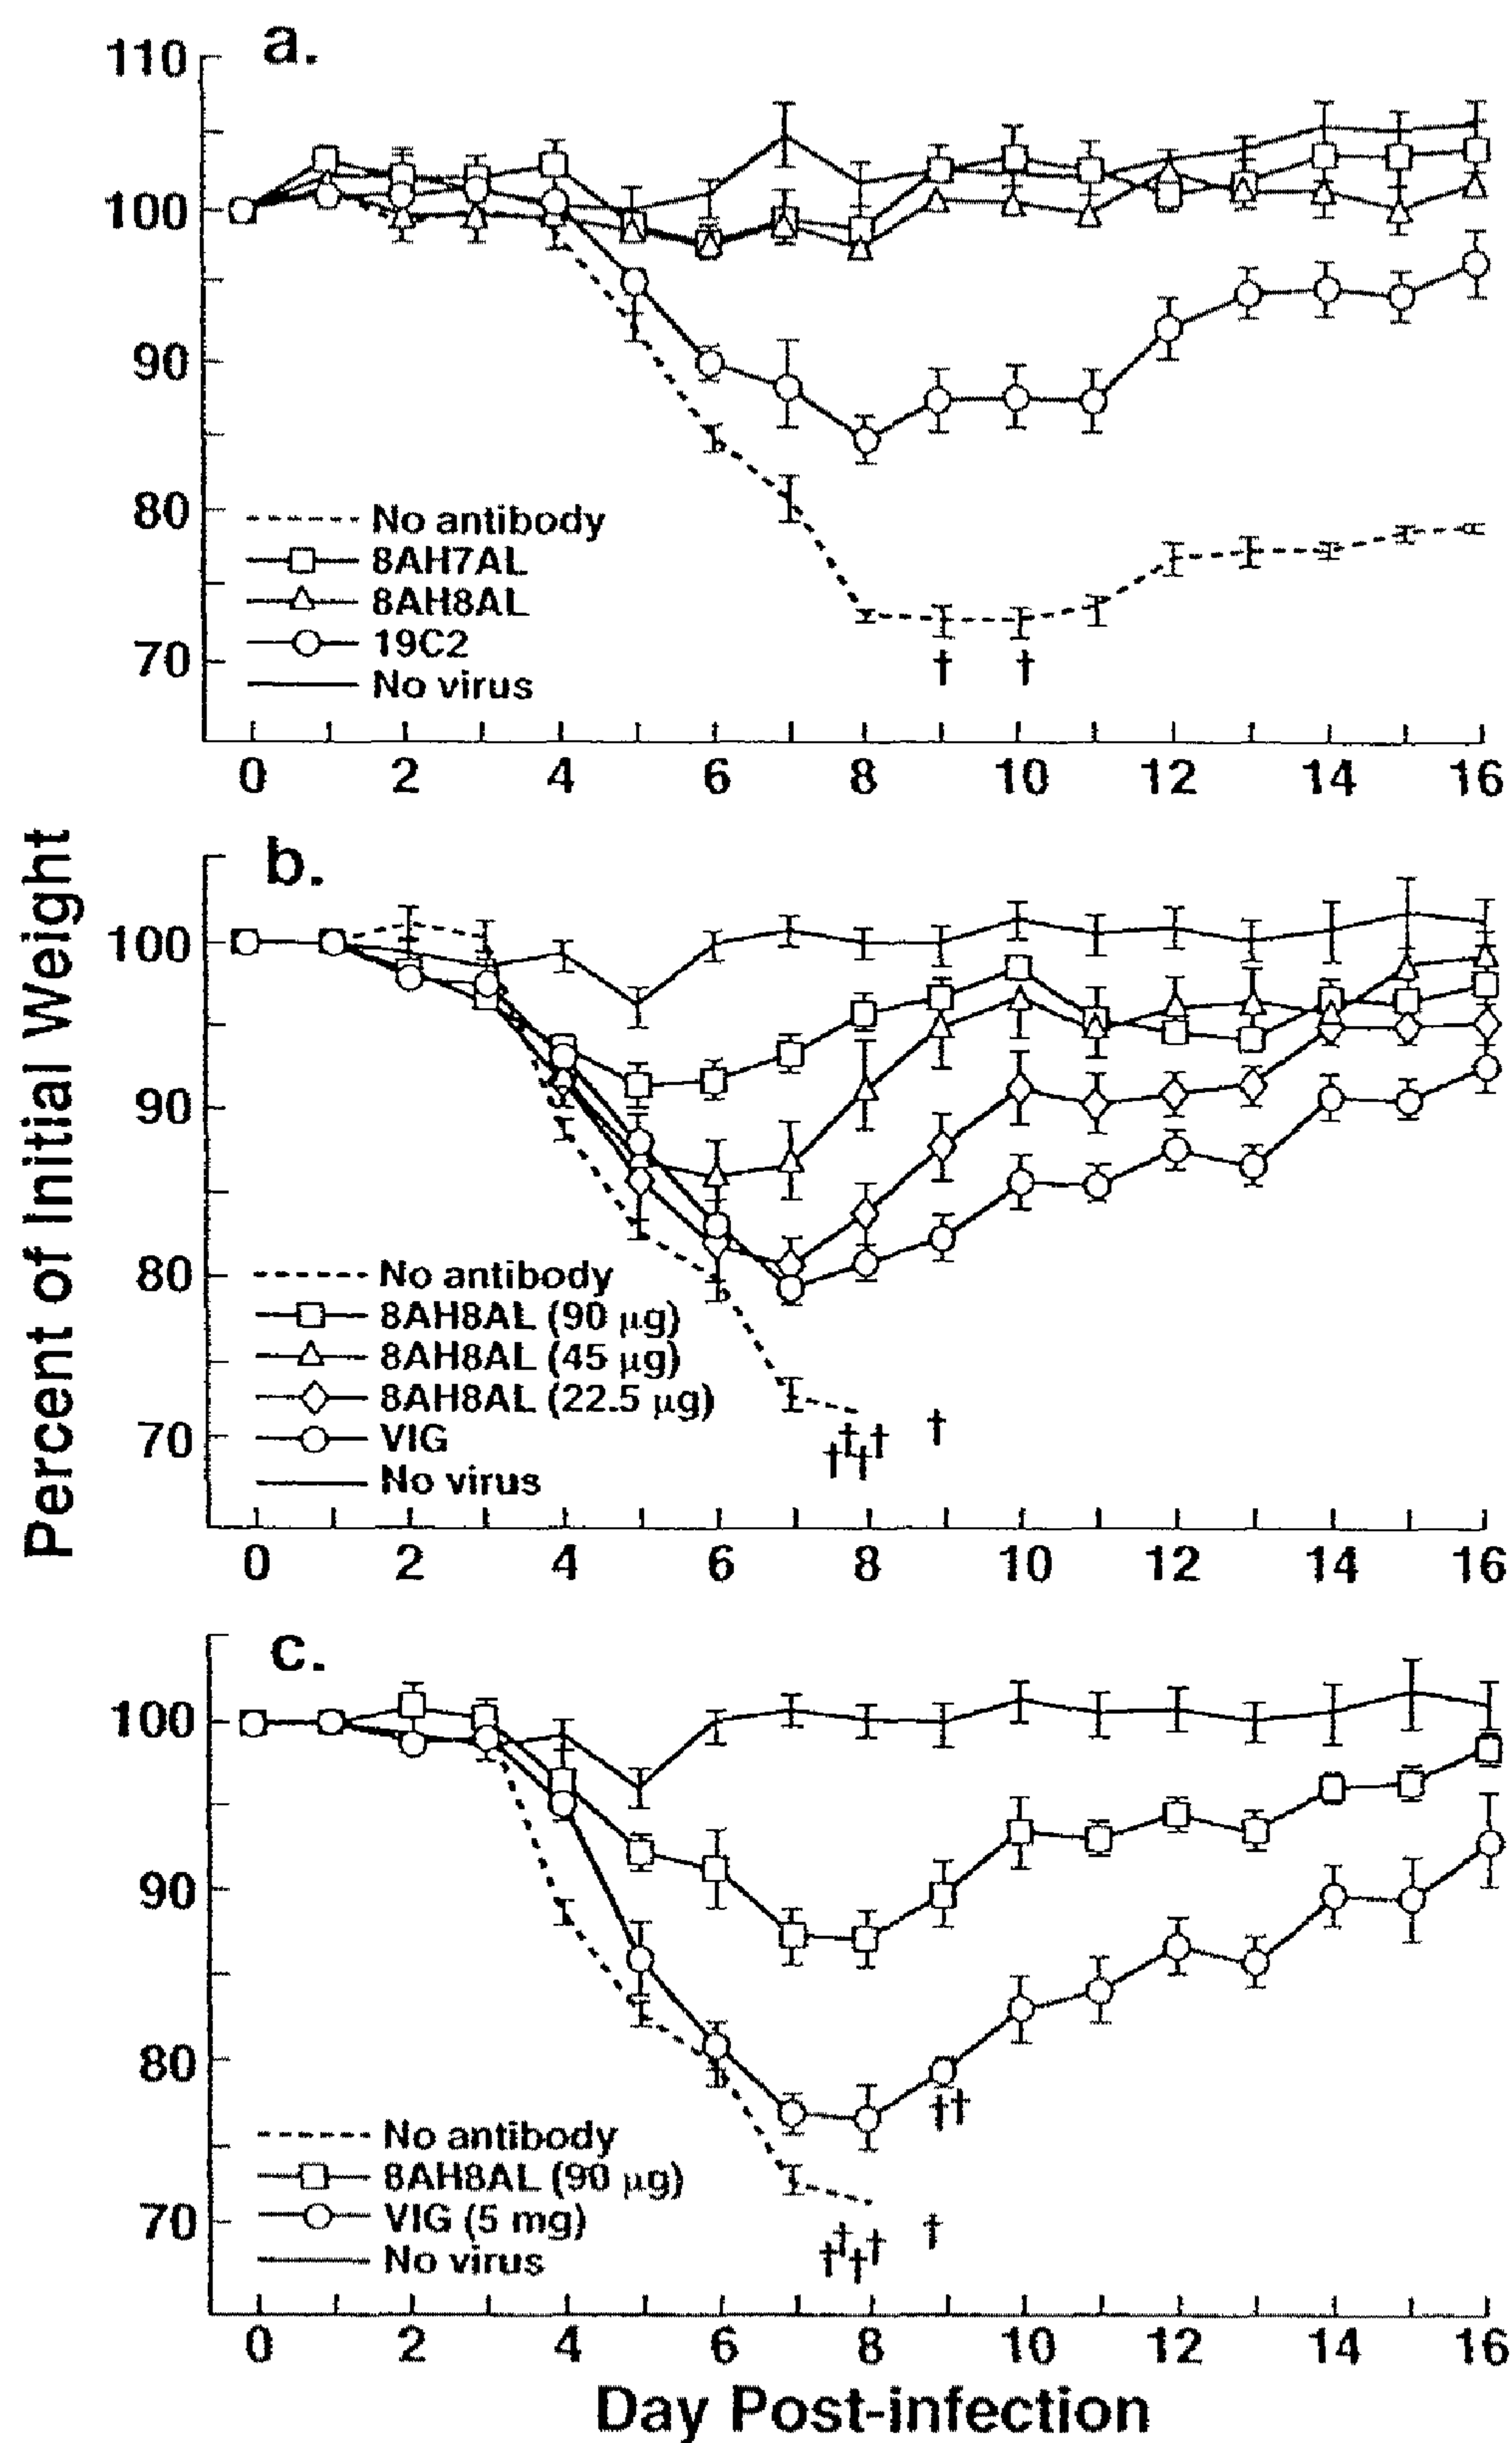 a.
110
100
90
80
70
No antibody
8AH7AL
8AH8AL
19C2
No virus
† †
0 2 4 6 8 10 12 14 16
Percent of Initial Weight
b.
100
90
80
70
No antibody
8AH8AL (90 µg)
8AH8AL (45 µg)
8AH8AL (22.5 µg)
VIG
No virus
† † † † †
0 2 4 6 8 10 12 14 16
c.
100
90
80
70
No antibody
8AH8AL (90 µg)
VIG (5 mg)
No virus
† †
† † † † †
0 2 4 6 8 10 12 14 16
Day Post-infection